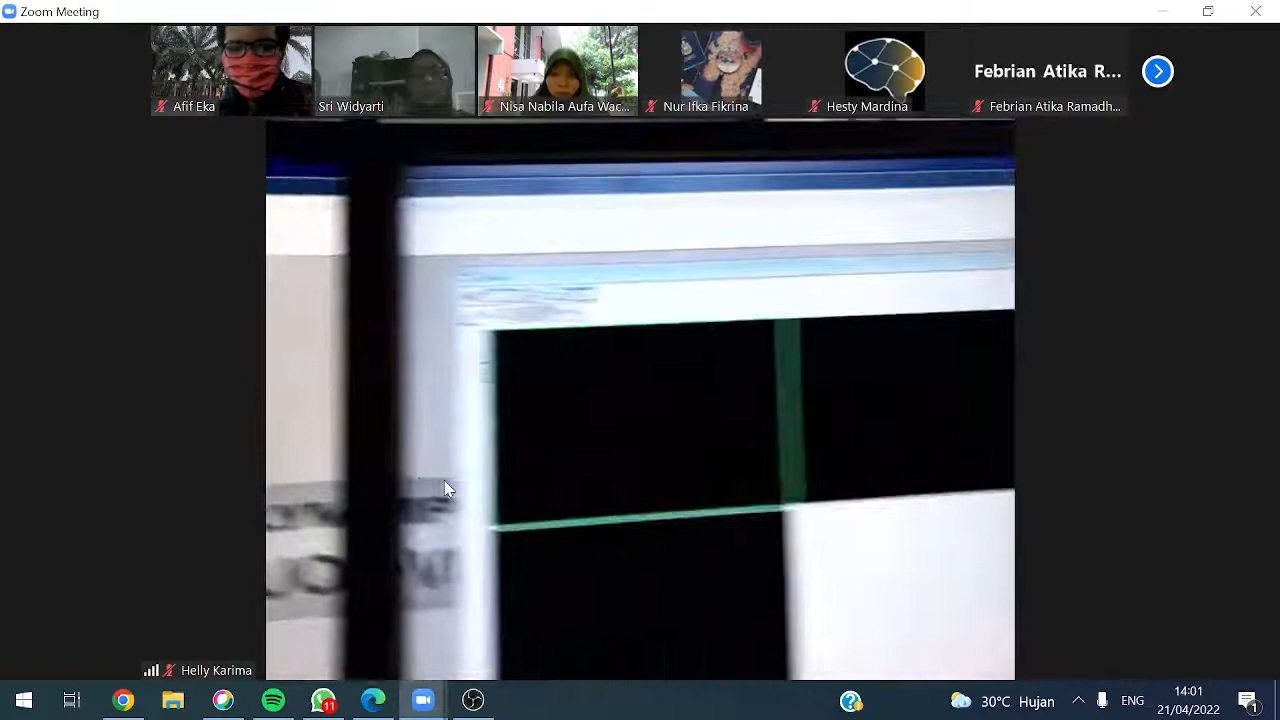 Zoom Meeting
Afif Eka
Sri Widyarti
Nisa Nabila Aufa Wac...
Nur Ifka Fikrina
Hesty Mardina
Febrian Atika R...
Febrian Atika Ramadh...
Helly Karima
11
30°C Hujan
ENG
14:01
21/04/2022
1